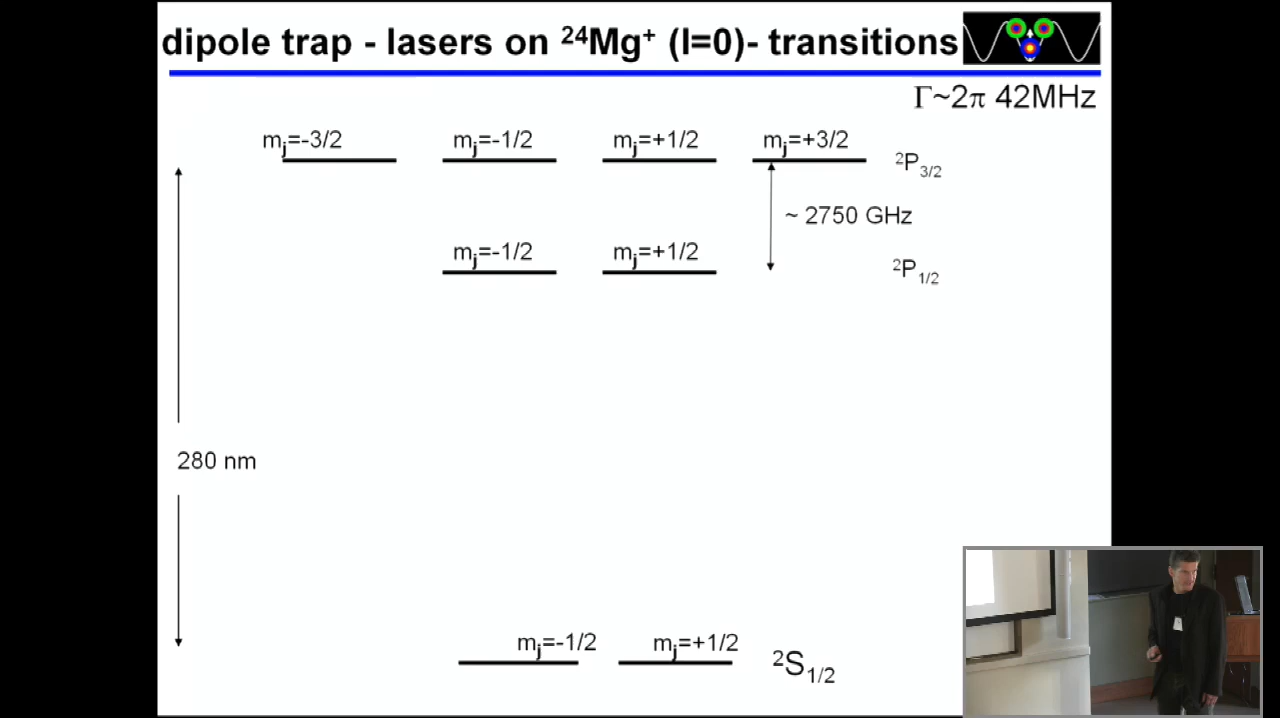 dipole trap - lasers on ²⁴Mg⁺ (I=0)- transitions
Γ~2π 42MHz
mⱼ=-3/2 mⱼ=-1/2 mⱼ=+1/2 mⱼ=+3/2
²P₃/₂
~ 2750 GHz
mⱼ=-1/2 mⱼ=+1/2
²P₁/₂
280 nm
mⱼ=-1/2 mⱼ=+1/2
²S₁/₂